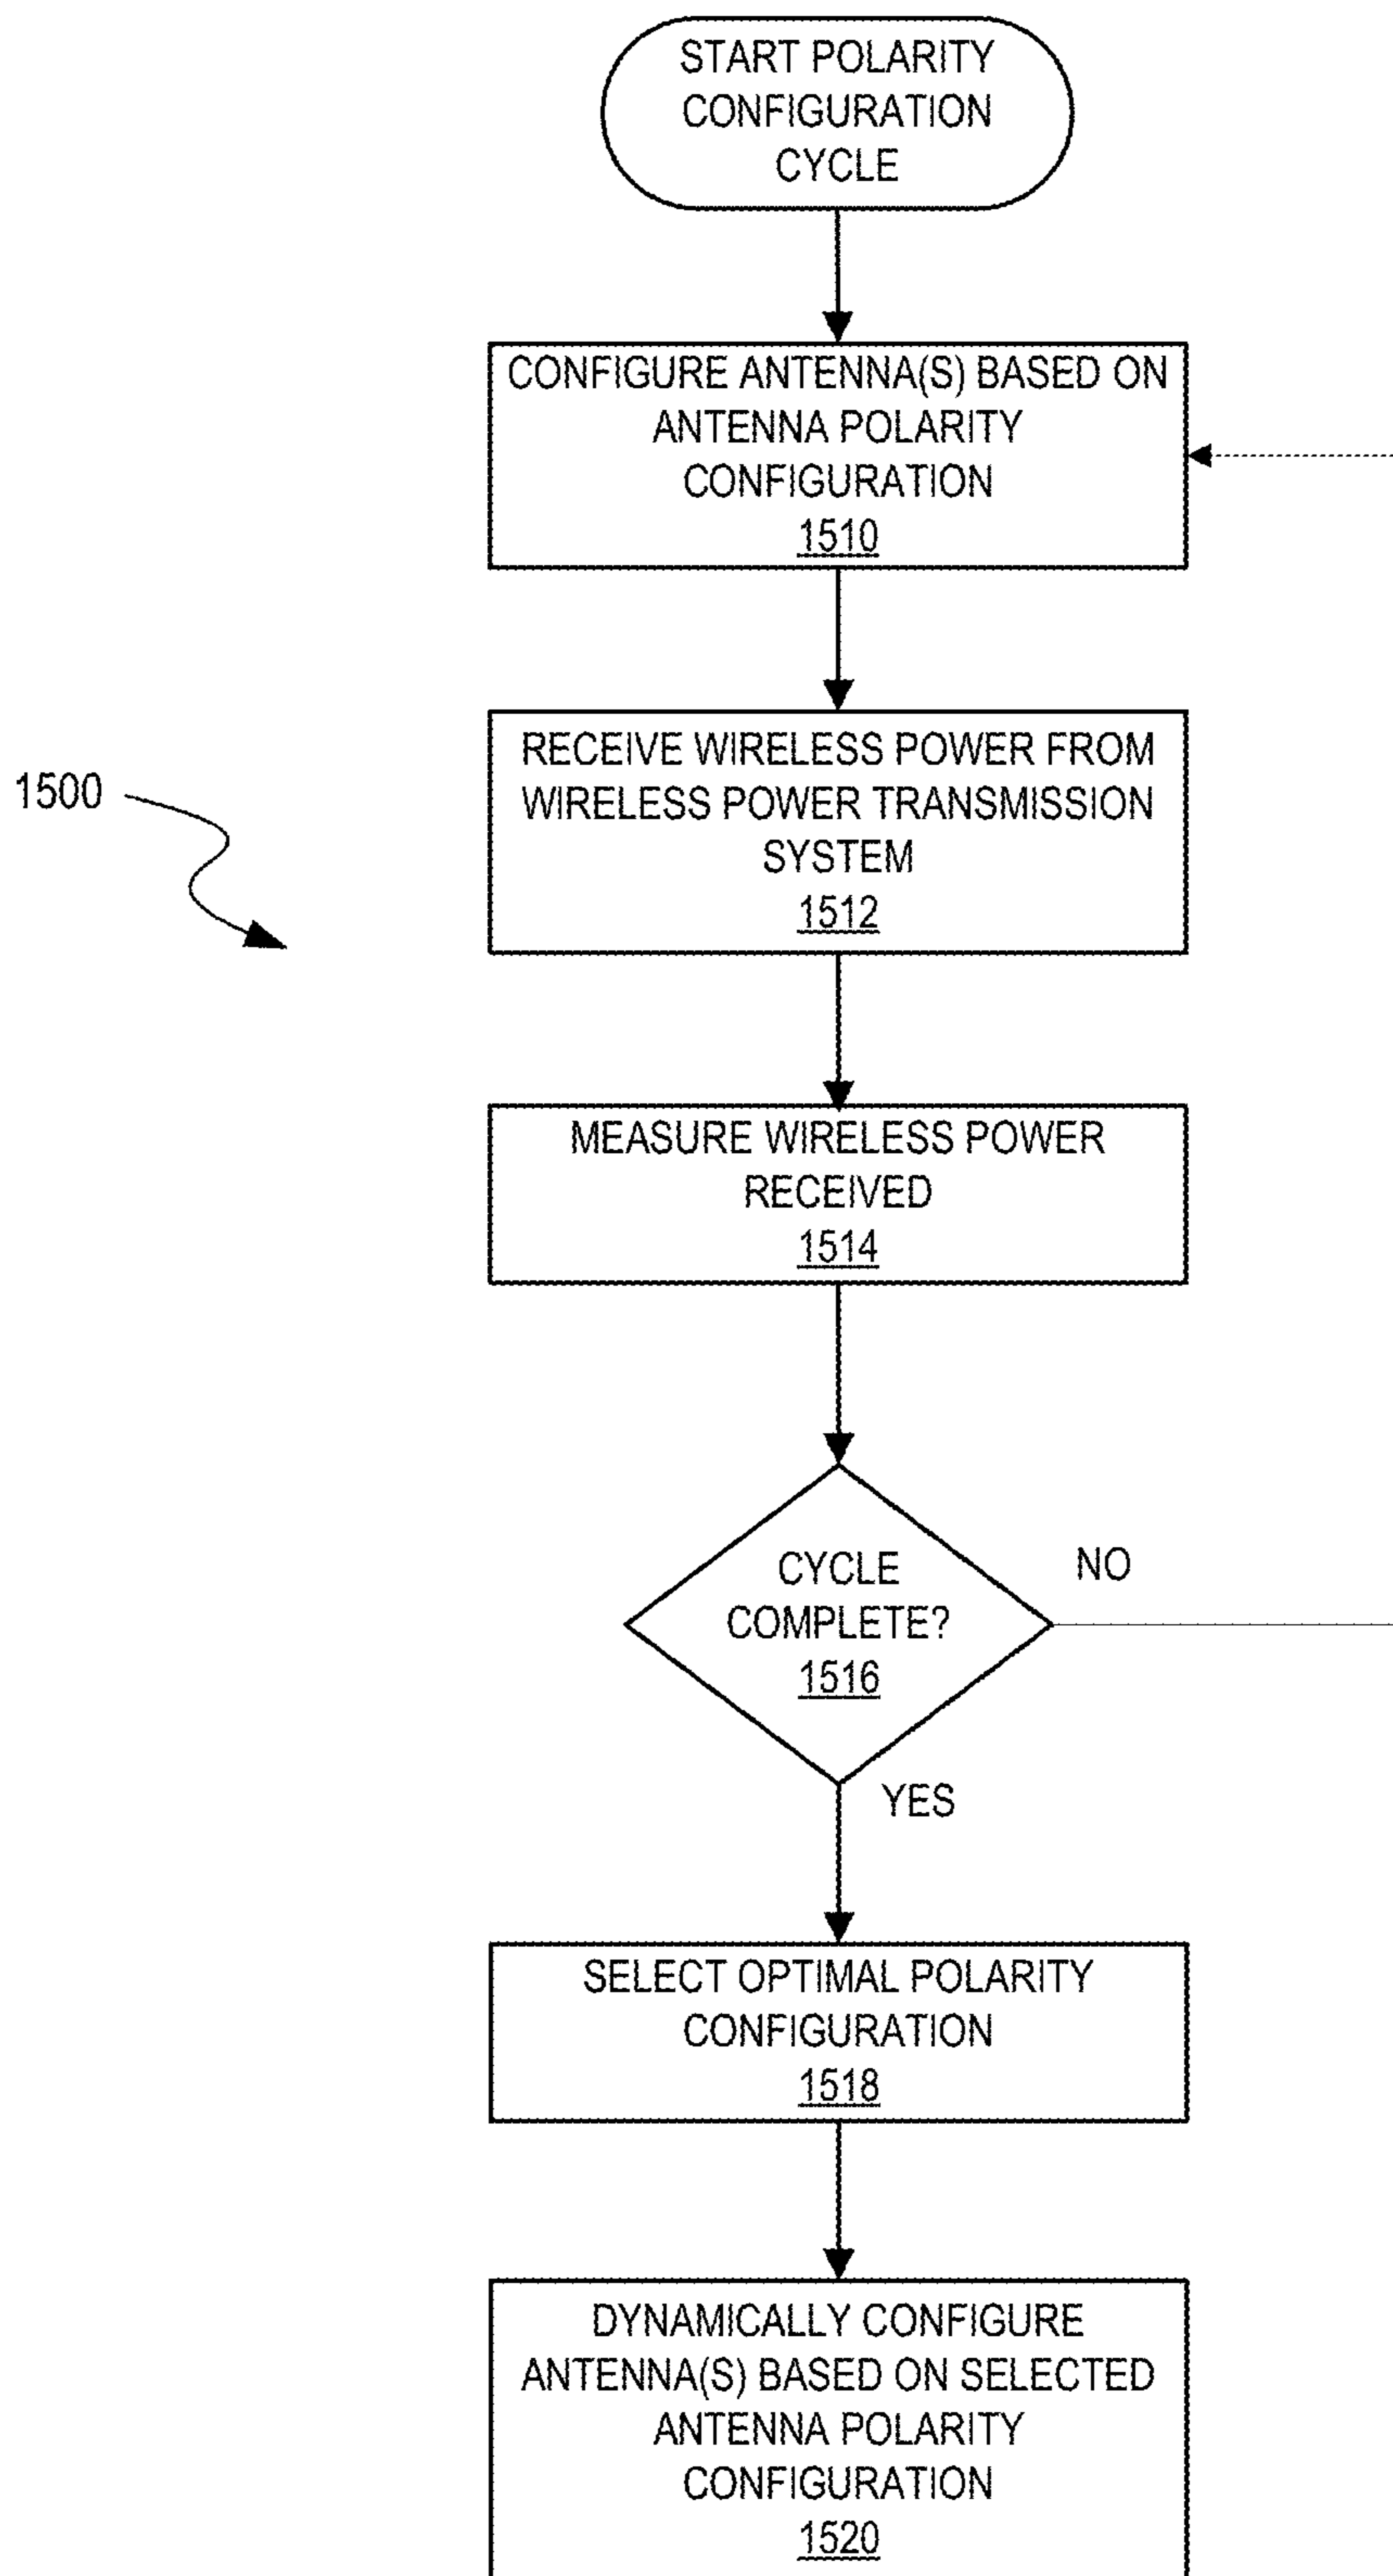 START POLARITY
CONFIGURATION
CYCLE
CONFIGURE ANTENNA(S) BASED ON
ANTENNA POLARITY
CONFIGURATION
1510
1500
RECEIVE WIRELESS POWER FROM
WIRELESS POWER TRANSMISSION
SYSTEM
1512
MEASURE WIRELESS POWER
RECEIVED
1514
CYCLE
COMPLETE?
1516
NO
YES
SELECT OPTIMAL POLARITY
CONFIGURATION
1518
DYNAMICALLY CONFIGURE
ANTENNA(S) BASED ON SELECTED
ANTENNA POLARITY
CONFIGURATION
1520